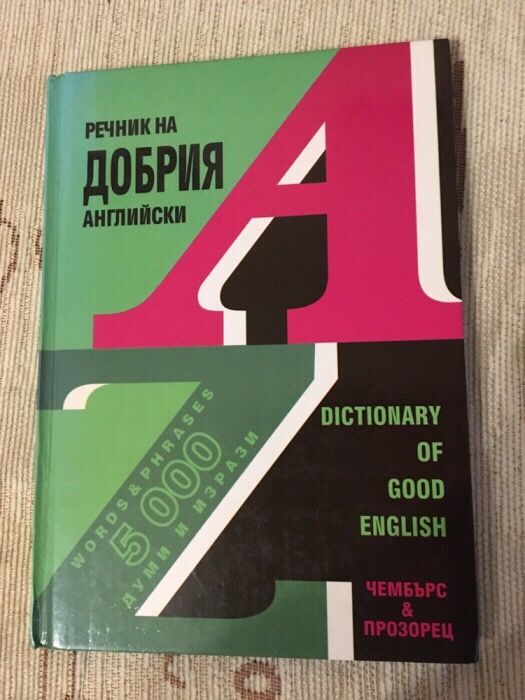 РЕЧНИК НА
ДОБРИЯ
АНГЛИЙСКИ
A
Z
WORDS & PHRASES
5 000
ДУМИ И ИЗРАЗИ
DICTIONARY
OF
GOOD
ENGLISH
ЧЕМБЪРС
&
ПРОЗОРЕЦ